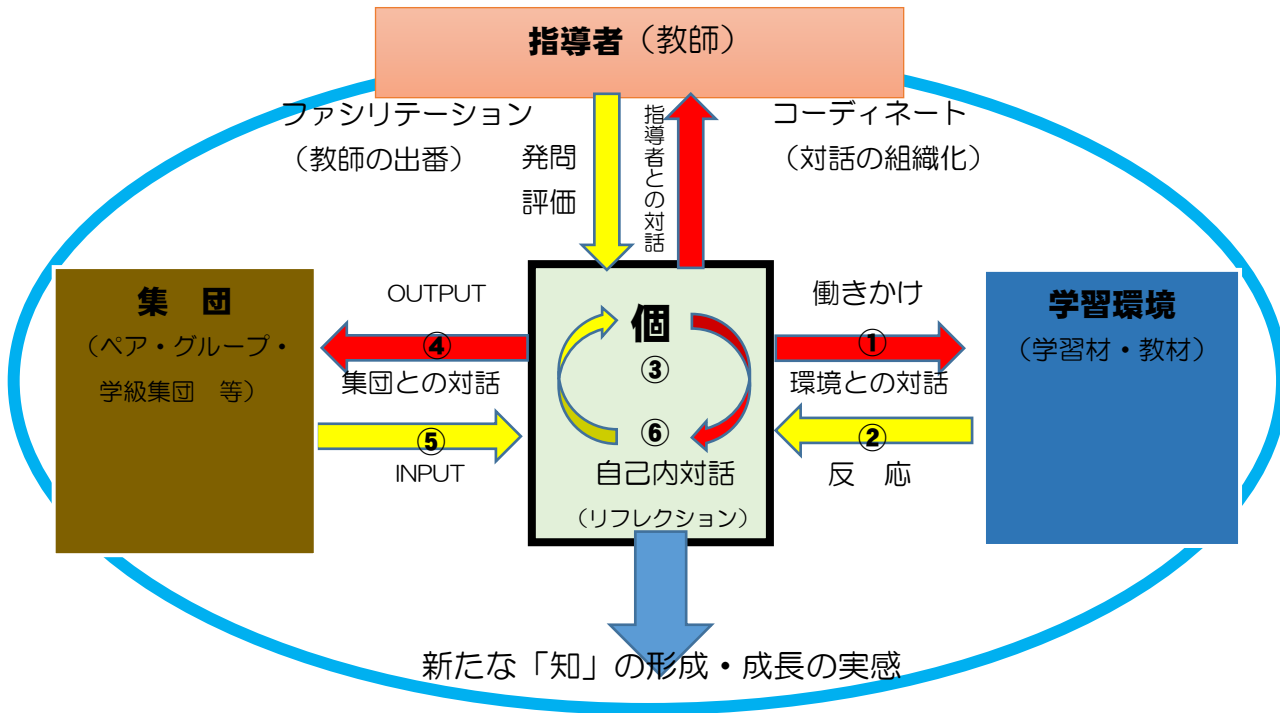 指導者（教師）
ファシリテーション
（教師の出番）
発問
評価
指導者との対話
コーディネート
（対話の組織化）
集　団
（ペア・グループ・
学級集団　等）
OUTPUT
④
集団との対話
⑤
INPUT
個
③
⑥
自己内対話
（リフレクション）
働きかけ
①
環境との対話
②
反　応
学習環境
（学習材・教材）
新たな「知」の形成・成長の実感